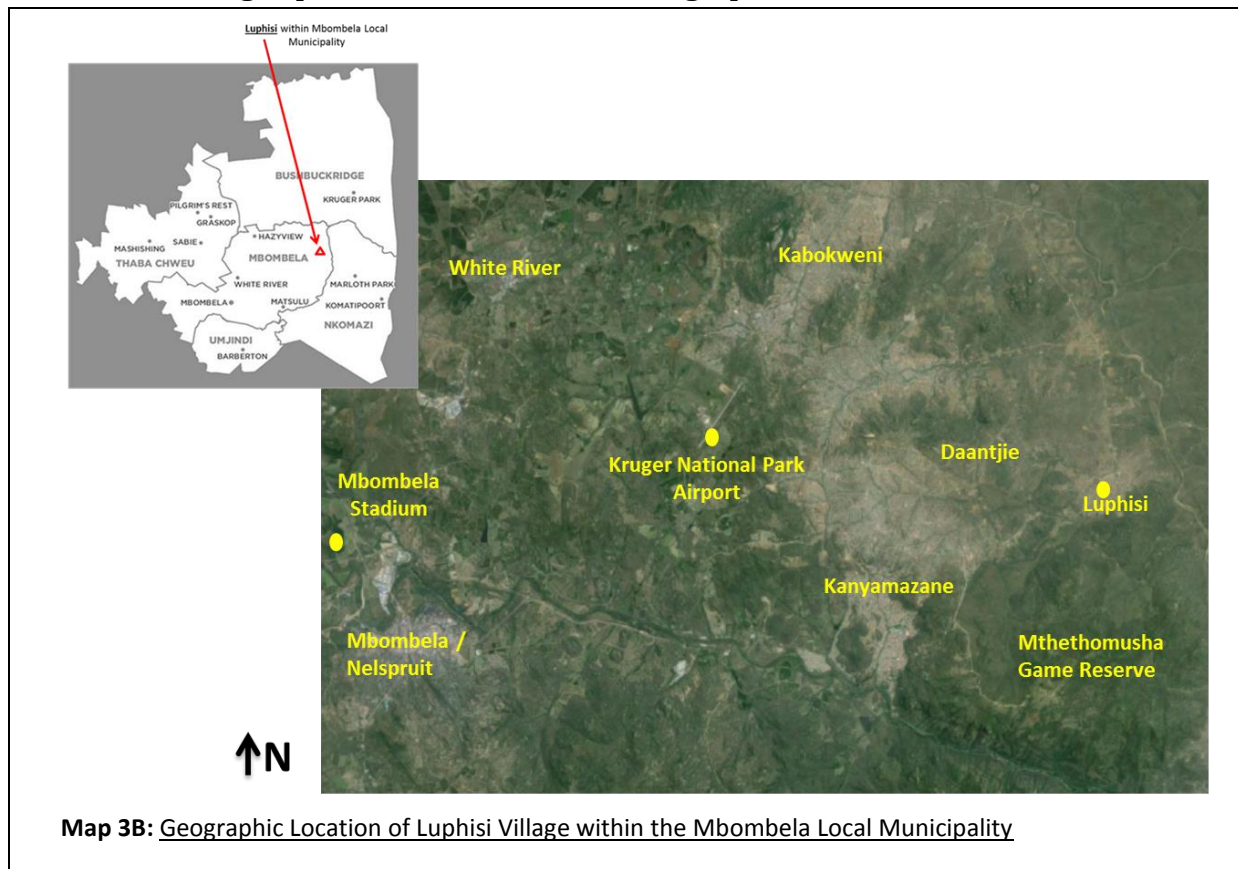 Luphisi within Mbombela Local
Municipality
BUSHBUCKRIDGE
KRUGER PARK
PILGRIM'S REST
GRASKOP
HAZYVIEW
MASHISHING
SABIE
THABA CHWEU
MBOMBELA
WHITE RIVER
MARLOTH PARK
MBOMBELA
MATSULU
KOMATIPOORT
NKOMAZI
UMJINDI
BARBERTON
White River
Kabokweni
Daantjie
Kruger National Park
Airport
Mbombela
Stadium
Luphisi
Kanyamazane
Mbombela /
Nelspruit
Mthethomusha
Game Reserve
N
Map 3B: Geographic Location of Luphisi Village within the Mbombela Local Municipality